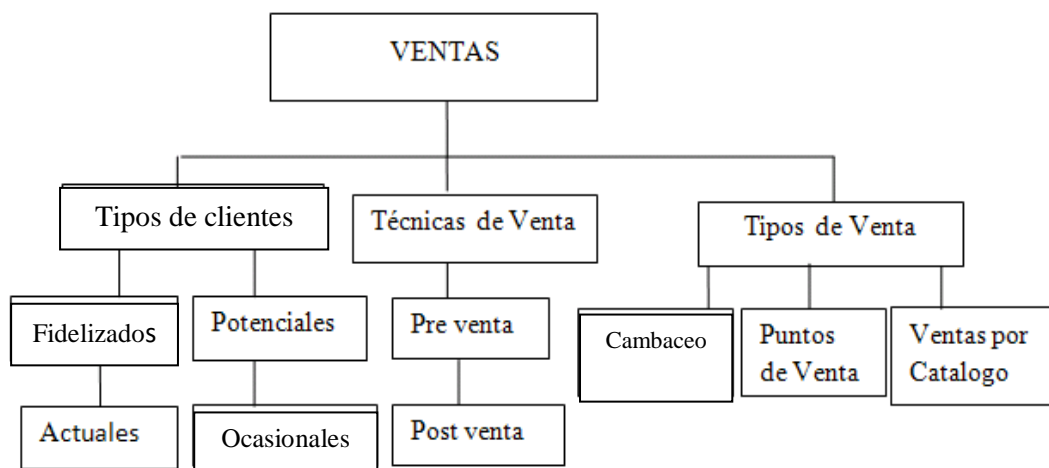 VENTAS
Tipos de clientes
Técnicas de Venta
Tipos de Venta
Fidelizados
Potenciales
Pre venta
Cambaceo
Puntos
de Venta
Ventas por
Catalogo
Actuales
Ocasionales
Post venta